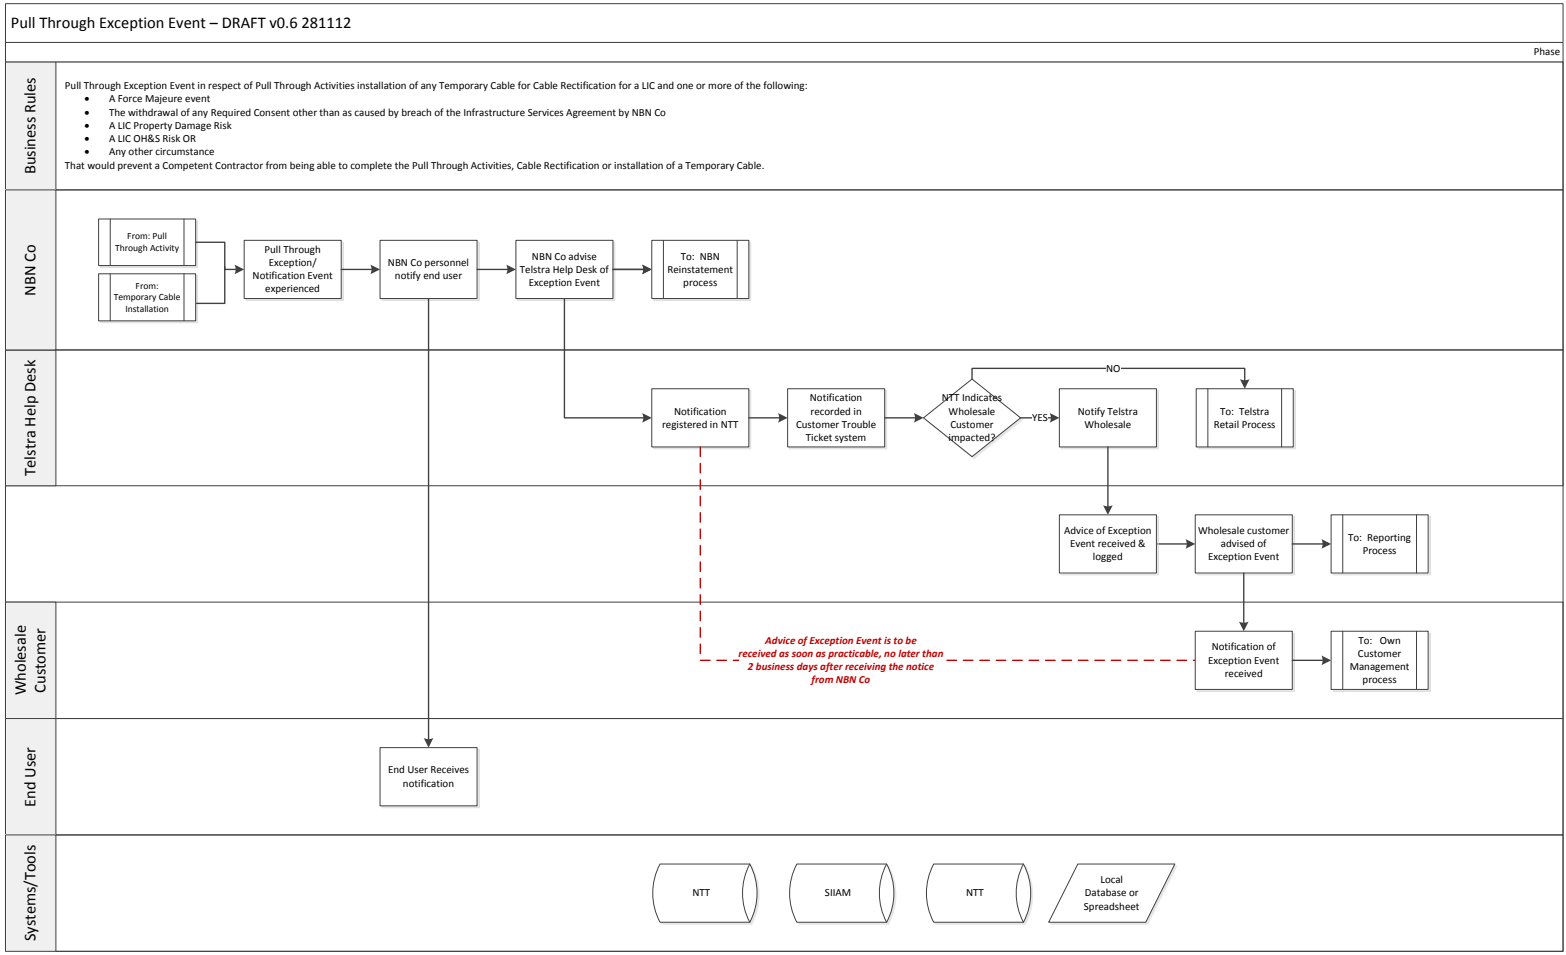 Pull Through Exception Event – DRAFT v0.6 281112
Phase
Business Rules
Pull Through Exception Event in respect of Pull Through Activities installation of any Temporary Cable for Cable Rectification for a LIC and one or more of the following:
• A Force Majeure event
• The withdrawal of any Required Consent other than as caused by breach of the Infrastructure Services Agreement by NBN Co
• A LIC Property Damage Risk
• A LIC OH&S Risk OR
• Any other circumstance
That would prevent a Competent Contractor from being able to complete the Pull Through Activities, Cable Rectification or installation of a Temporary Cable.
NBN Co
From: Pull
Through Activity
From:
Temporary Cable
Installation
Pull Through
Exception/
Notification Event
experienced
NBN Co personnel
notify end user
NBN Co advise
Telstra Help Desk of
Exception Event
To: NBN
Reinstatement
process
Telstra Help Desk
Notification
registered in NTT
Notification
recorded in
Customer Trouble
Ticket system
NTT Indicates
Wholesale
Customer
impacted?
NO
YES
Notify Telstra
Wholesale
To: Telstra
Retail Process
Advice of Exception
Event received &
logged
Wholesale customer
advised of
Exception Event
To: Reporting
Process
Wholesale
Customer
Advice of Exception Event is to be
received as soon as practicable, no later than
2 business days after receiving the notice
from NBN Co
Notification of
Exception Event
received
To: Own
Customer
Management
process
End User
End User Receives
notification
Systems/Tools
NTT
SIIAM
NTT
Local
Database or
Spreadsheet